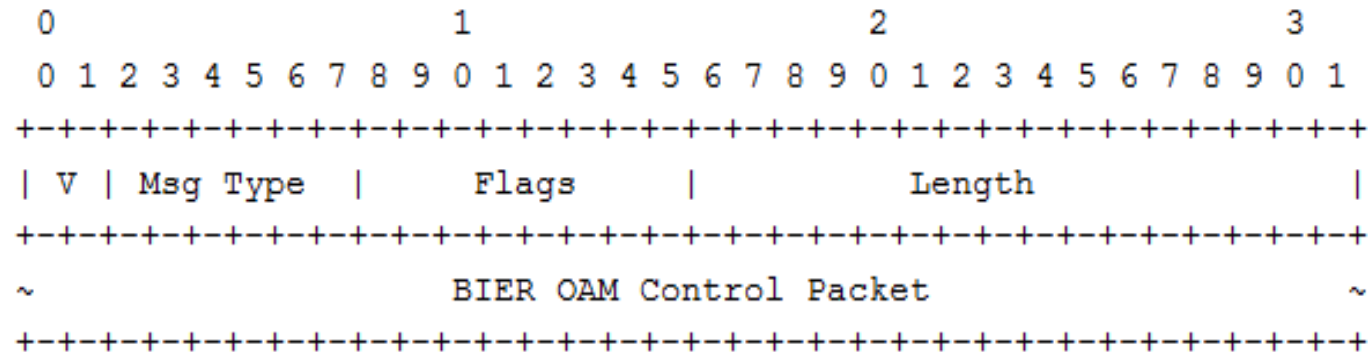 0                   1                   2                   3
 0 1 2 3 4 5 6 7 8 9 0 1 2 3 4 5 6 7 8 9 0 1 2 3 4 5 6 7 8 9 0 1
+-+-+-+-+-+-+-+-+-+-+-+-+-+-+-+-+-+-+-+-+-+-+-+-+-+-+-+-+-+-+-+-+
| V | Msg Type  |     Flags     |          Length               |
+-+-+-+-+-+-+-+-+-+-+-+-+-+-+-+-+-+-+-+-+-+-+-+-+-+-+-+-+-+-+-+-+
~                    BIER OAM Control Packet                    ~
+-+-+-+-+-+-+-+-+-+-+-+-+-+-+-+-+-+-+-+-+-+-+-+-+-+-+-+-+-+-+-+-+